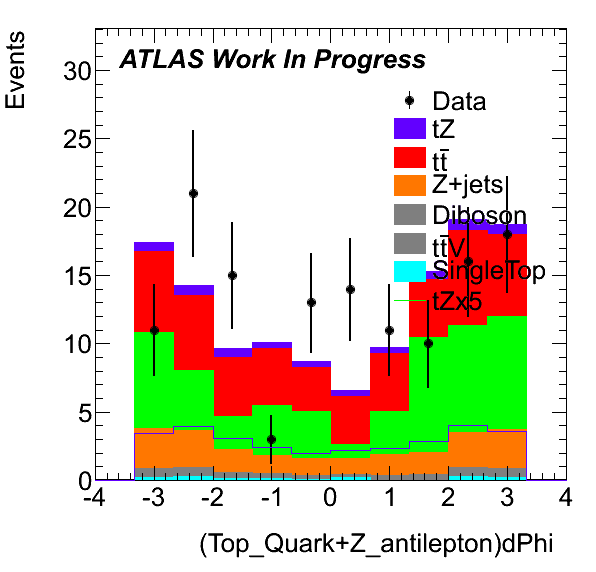 Events
ATLAS Work In Progress
Data
tZ
tt̄
Z+jets
Diboson
tt̄V
SingleTop
tZx5
30
25
20
15
10
5
0
-4 -3 -2 -1 0 1 2 3 4
(Top_Quark+Z_antilepton)dPhi